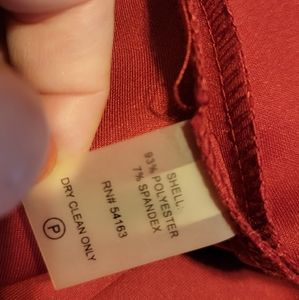 SHELL:
93% POLYESTER
7% SPANDEX
RN# 54163
DRY CLEAN ONLY
P